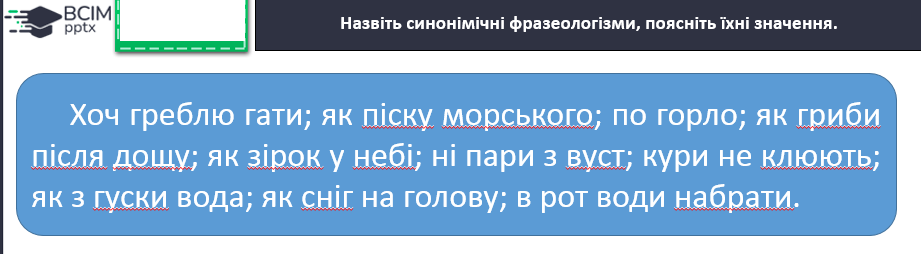 ВСІМ
pptx
Назвіть синонімічні фразеологізми, поясніть їхні значення.
Хоч греблю гати; як піску морського; по горло; як гриби
після дощу; як зірок у небі; ні пари з вуст; кури не клюють;
як з гуски вода; як сніг на голову; в рот води набрати.